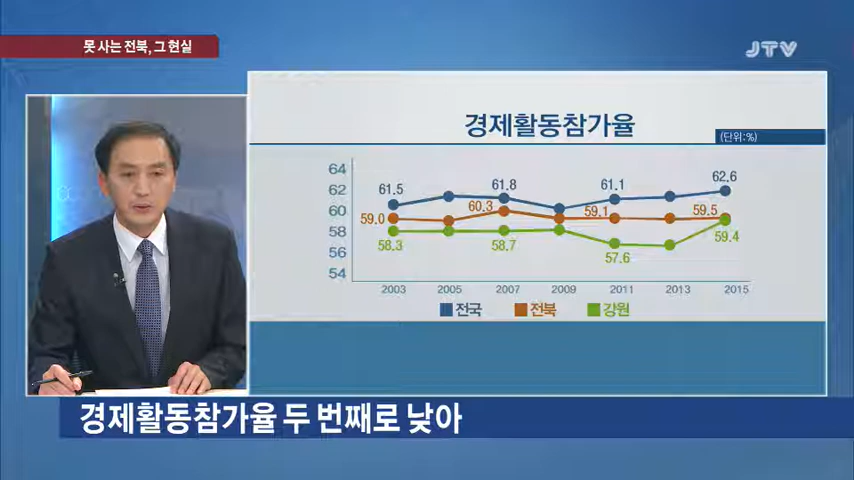 못 사는 전북, 그 현실
JTV
경제활동참가율
(단위:%)
64
62
60
58
56
54
61.5
61.8
61.1
62.6
59.0
60.3
59.1
59.5
58.3
58.7
57.6
59.4
2003 2005 2007 2009 2011 2013 2015
전국 전북 강원
경제활동참가율 두 번째로 낮아